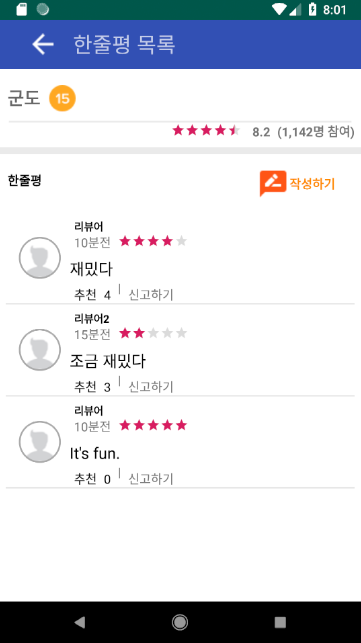 8:01
한줄평 목록
군도 15
8.2 (1,142명 참여)
한줄평 작성하기
리뷰어
10분전
재밌다
추천 4 신고하기
리뷰어2
15분전
조금 재밌다
추천 3 신고하기
리뷰어
10분전
It's fun.
추천 0 신고하기